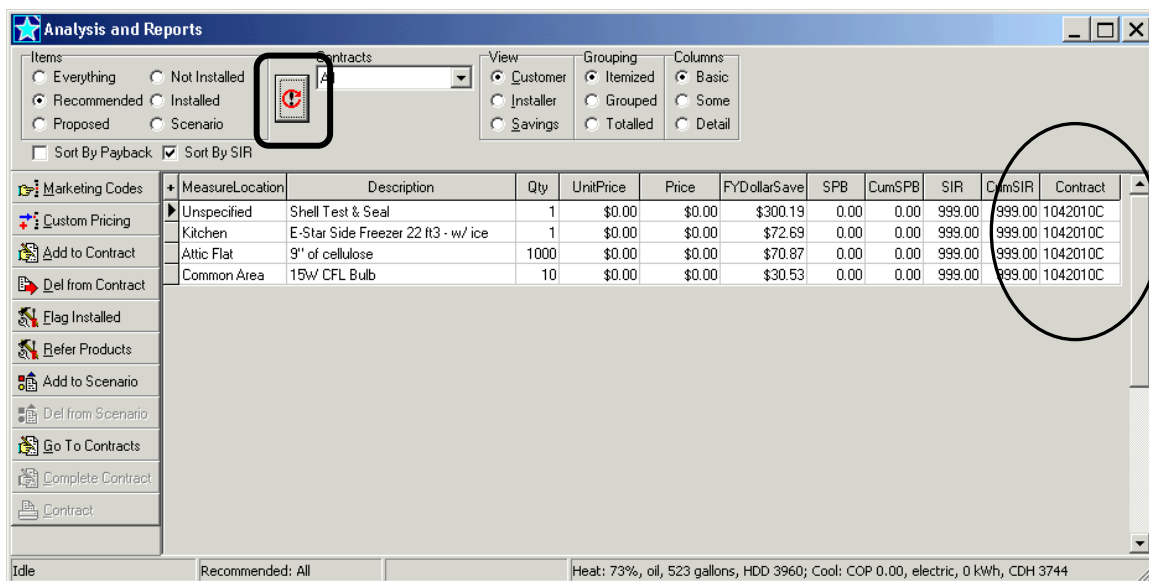 Analysis and Reports
Items Contracts View Grouping Columns
Everything Not Installed All Customer Itemized Basic
Recommended Installed Installer Grouped Some
Proposed Scenario Savings Totalled Detail
Sort By Payback Sort By SIR
Marketing Codes + MeasureLocation Description Qty UnitPrice Price FYDollarSave SPB CumSPB SIR CumSIR Contract
Unspecified Shell Test & Seal 1 $0.00 $0.00 $300.19 0.00 0.00 999.00 999.00 1042010C
Custom Pricing Kitchen E-Star Side Freezer 22 ft3 - w/ ice 1 $0.00 $0.00 $72.69 0.00 0.00 999.00 999.00 1042010C
Add to Contract Attic Flat 9" of cellulose 1000 $0.00 $0.00 $70.87 0.00 0.00 999.00 999.00 1042010C
Del from Contract Common Area 15W CFL Bulb 10 $0.00 $0.00 $30.53 0.00 0.00 999.00 999.00 1042010C
Flag Installed
Refer Products
Add to Scenario
Del from Scenario
Go To Contracts
Complete Contract
Contract
Idle Recommended: All Heat: 73%, oil, 523 gallons, HDD 3960; Cool: COP 0.00, electric, 0 kWh, CDH 3744